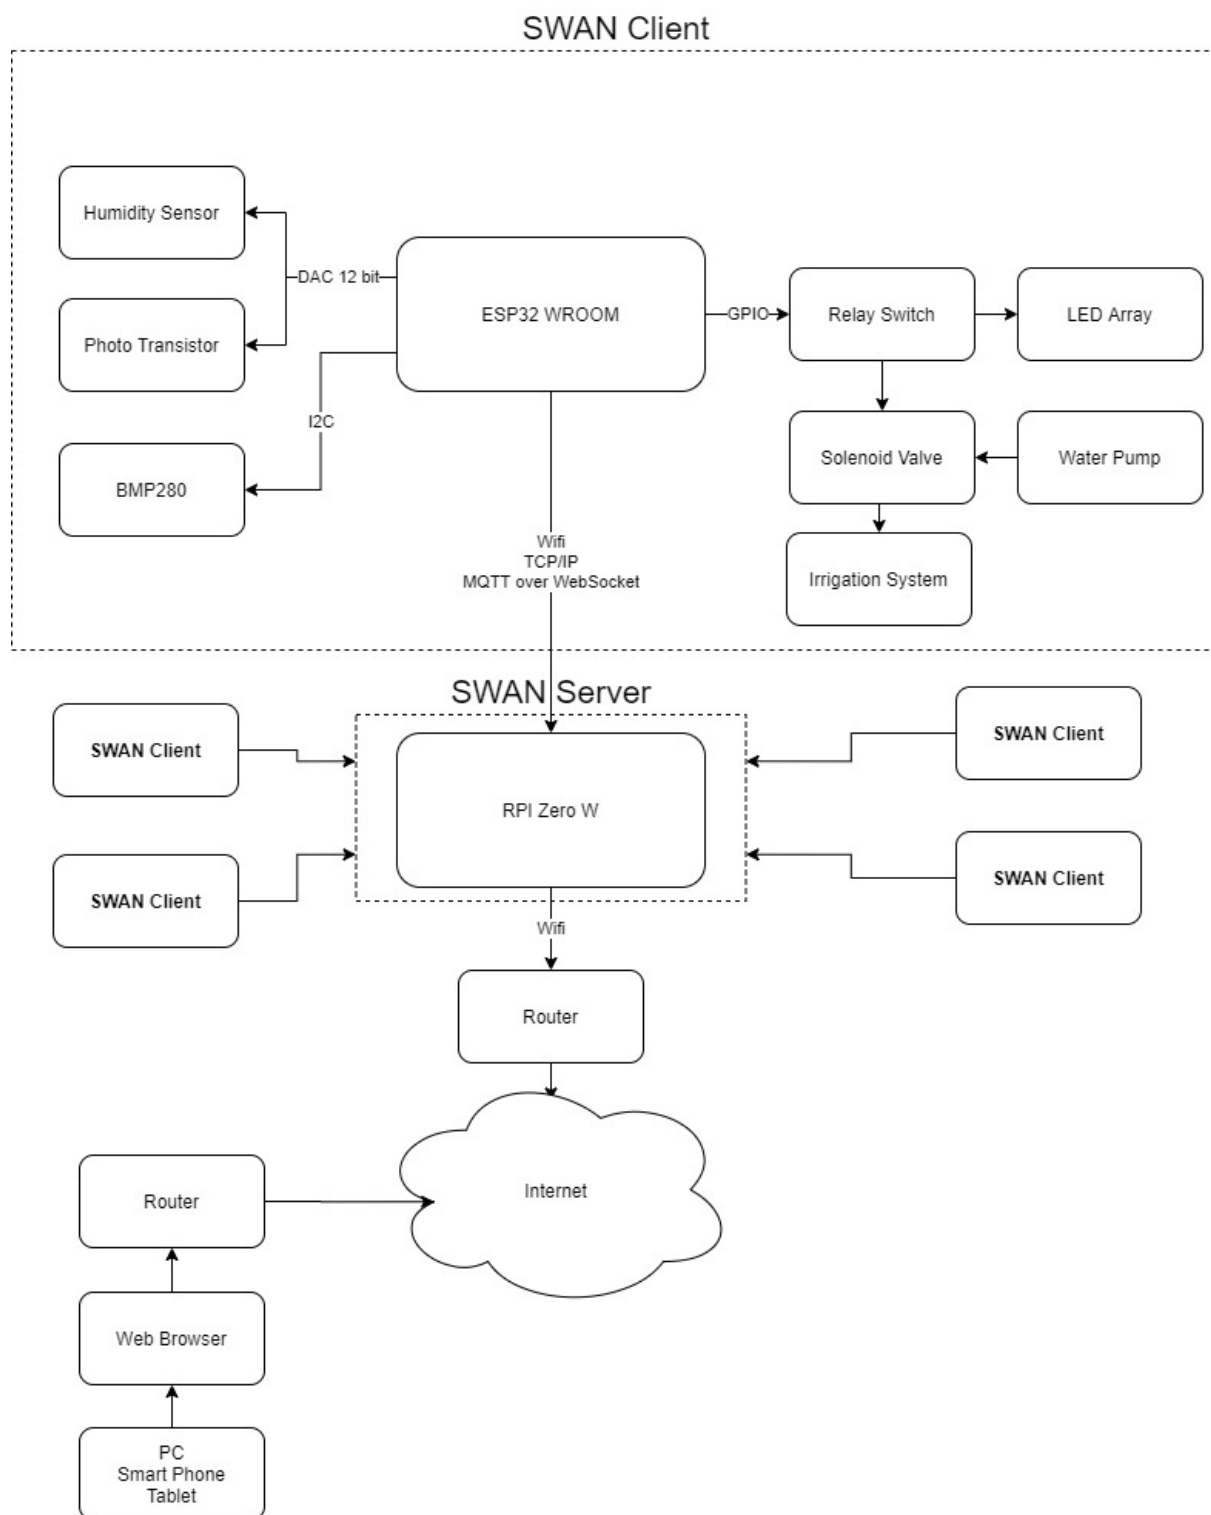 SWAN Client
Humidity Sensor
DAC 12 bit
Photo Transistor
ESP32 WROOM
GPIO
Relay Switch
LED Array
I2C
BMP280
Solenoid Valve
Water Pump
Irrigation System
Wifi
TCP/IP
MQTT over WebSocket
SWAN Server
SWAN Client
SWAN Client
RPI Zero W
SWAN Client
SWAN Client
Wifi
Router
Internet
Router
Web Browser
PC
Smart Phone
Tablet